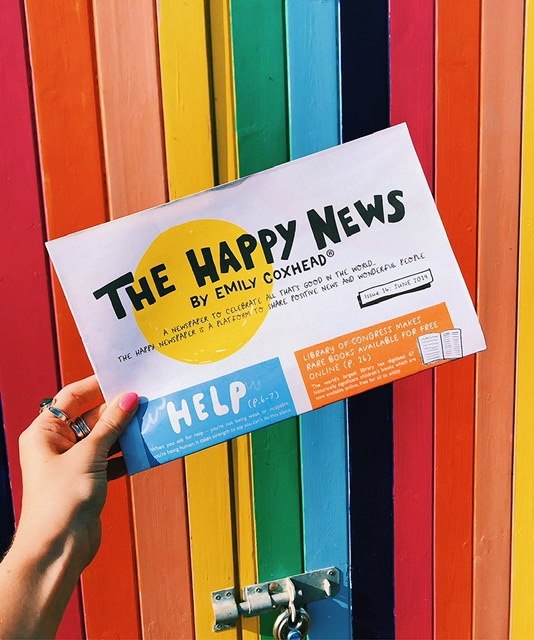 THE HAPPY NEWS
BY EMILY COXHEAD®
A NEWSPAPER TO CELEBRATE ALL THAT'S GOOD IN THE WORLD...
THE HAPPY NEWSPAPER IS A PLATFORM TO SHARE POSITIVE NEWS AND WONDERFUL PEOPLE
Issue 14: JUNE 2019
HELP
(P.6-7)
When you ask for help - you're not being weak or incapable,
you're being human. It takes strength to say you can't do this alone.
LIBRARY OF CONGRESS MAKES
RARE BOOKS AVAILABLE FOR FREE
ONLINE (P. 26)
The world's largest library has digitised 67
historically significant children's books which are
now available online, free for all to enjoy